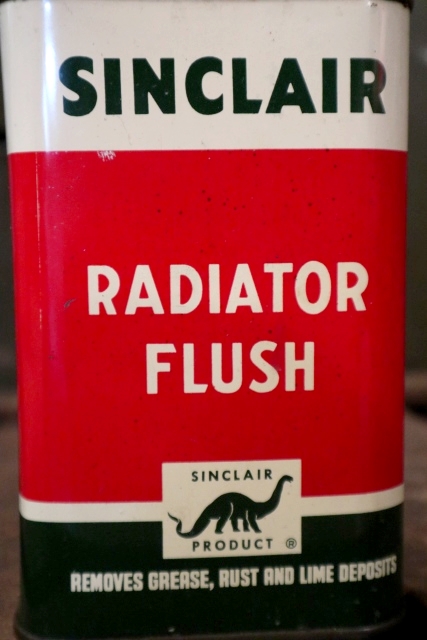 SINCLAIR
RADIATOR
FLUSH
SINCLAIR
PRODUCT ®
REMOVES GREASE, RUST AND LIME DEPOSITS